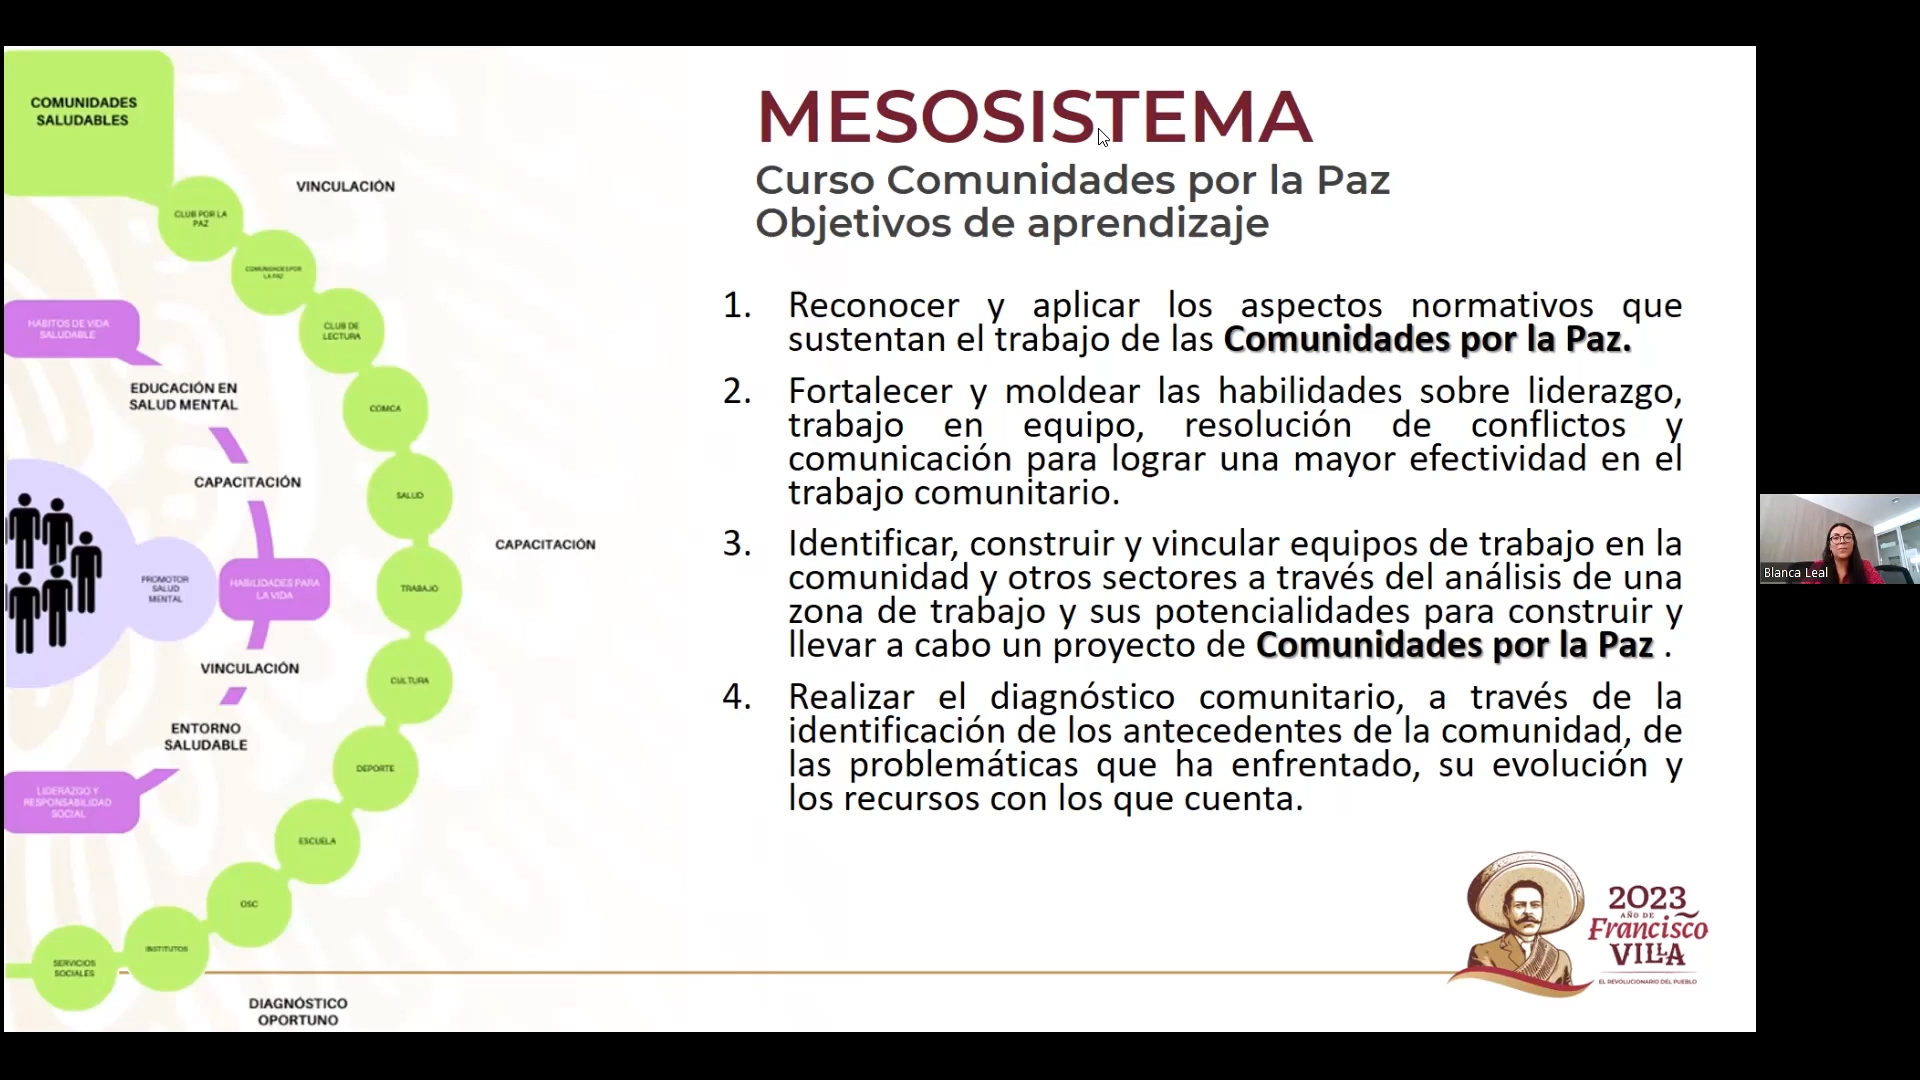 COMUNIDADES
SALUDABLES
VINCULACIÓN
CLUB POR LA
PAZ
COMUNIDADES POR
LA PAZ
CLUB DE
LECTURA
HÁBITOS DE VIDA
SALUDABLE
EDUCACIÓN EN
SALUD MENTAL
COMCA
CAPACITACIÓN
SALUD
CAPACITACIÓN
PROMOTOR
SALUD
MENTAL
HABILIDADES PARA
LA VIDA
TRABAJO
VINCULACIÓN
CULTURA
ENTORNO
SALUDABLE
DEPORTE
LIDERAZGO Y
RESPONSABILIDAD
SOCIAL
ESCUELA
OSC
INSTITUTOS
SERVICIOS
SOCIALES
DIAGNÓSTICO
OPORTUNO
MESOSISTEMA
Curso Comunidades por la Paz
Objetivos de aprendizaje
1. Reconocer y aplicar los aspectos normativos que
sustentan el trabajo de las Comunidades por la Paz.
2. Fortalecer y moldear las habilidades sobre liderazgo,
trabajo en equipo, resolución de conflictos y
comunicación para lograr una mayor efectividad en el
trabajo comunitario.
3. Identificar, construir y vincular equipos de trabajo en la
comunidad y otros sectores a través del análisis de una
zona de trabajo y sus potencialidades para construir y
llevar a cabo un proyecto de Comunidades por la Paz .
4. Realizar el diagnóstico comunitario, a través de la
identificación de los antecedentes de la comunidad, de
las problemáticas que ha enfrentado, su evolución y
los recursos con los que cuenta.
2023
AÑO DE
Francisco
VILLA
EL REVOLUCIONARIO DEL PUEBLO
Blanca Leal